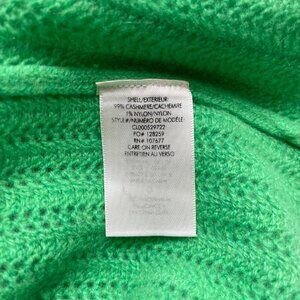 SHELL/EXTERIEUR:
99% CASHMERE/CACHEMIRE
1% NYLON/NYLON
STYLE#/NUMÉRO DE MODÈLE:
CL000529722
PO# 128259
RN# 107677
CARE ON REVERSE
ENTRETIEN AU VERSO